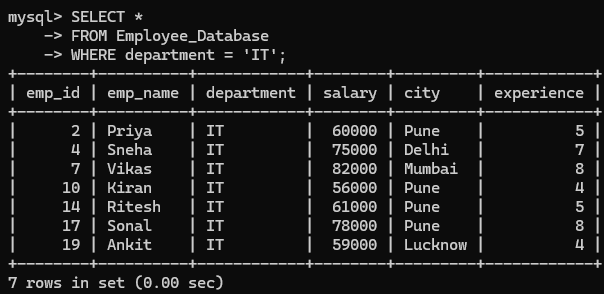 mysql> SELECT *
    -> FROM Employee_Database
    -> WHERE department = 'IT';
+--------+----------+------------+--------+---------+------------+
| emp_id | emp_name | department | salary | city    | experience |
+--------+----------+------------+--------+---------+------------+
|      2 | Priya    | IT         |  60000 | Pune    |          5 |
|      4 | Sneha    | IT         |  75000 | Delhi   |          7 |
|      7 | Vikas    | IT         |  82000 | Mumbai  |          8 |
|     10 | Kiran    | IT         |  56000 | Pune    |          4 |
|     14 | Ritesh   | IT         |  61000 | Pune    |          5 |
|     17 | Sonal    | IT         |  78000 | Pune    |          8 |
|     19 | Ankit    | IT         |  59000 | Lucknow |          4 |
+--------+----------+------------+--------+---------+------------+
7 rows in set (0.00 sec)